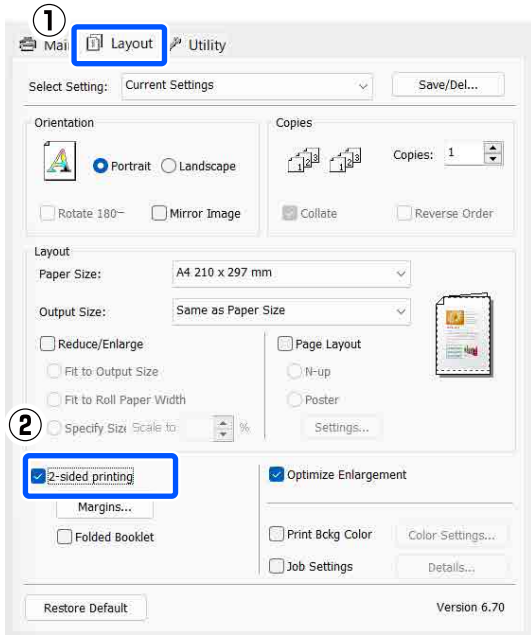 ①
Mai Layout Utility
Select Setting: Current Settings Save/Del...
Orientation Copies
Portrait Landscape Copies: 1
Rotate 180 Mirror Image Collate Reverse Order
Layout
Paper Size: A4 210 x 297 mm
Output Size: Same as Paper Size
Reduce/Enlarge Page Layout
Fit to Output Size N-up
Fit to Roll Paper Width Poster
② Specify Size Scale to % Settings...
2-sided printing Optimize Enlargement
Margins...
Folded Booklet Print Bckg Color Color Settings...
Job Settings Details...
Restore Default Version 6.70